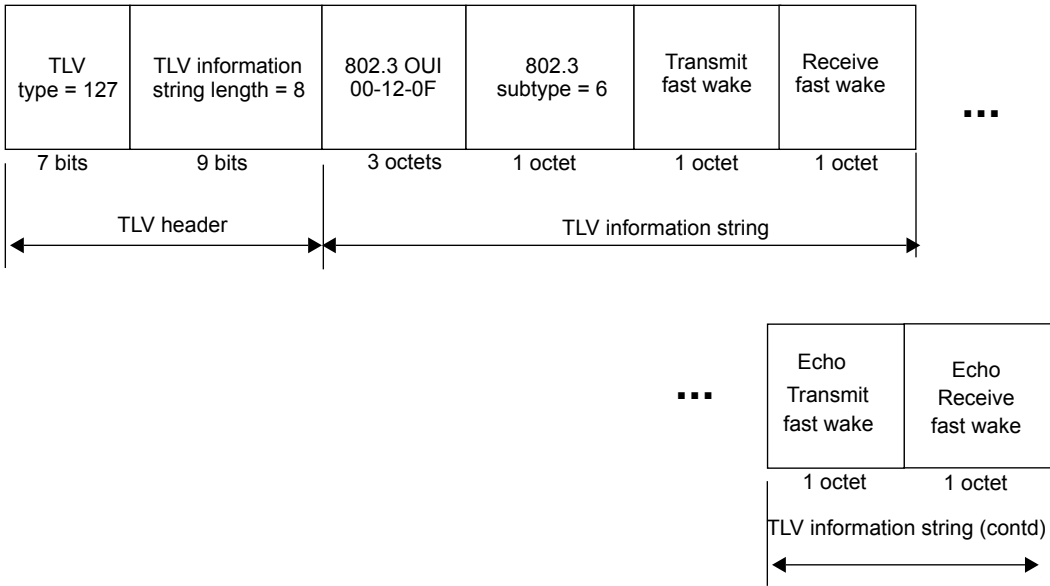 TLV
type = 127
TLV information
string length = 8
802.3 OUI
00-12-0F
802.3
subtype = 6
Transmit
fast wake
Receive
fast wake
...
7 bits
9 bits
3 octets
1 octet
1 octet
1 octet
TLV header
TLV information string
...
Echo
Transmit
fast wake
Echo
Receive
fast wake
1 octet
1 octet
TLV information string (contd)